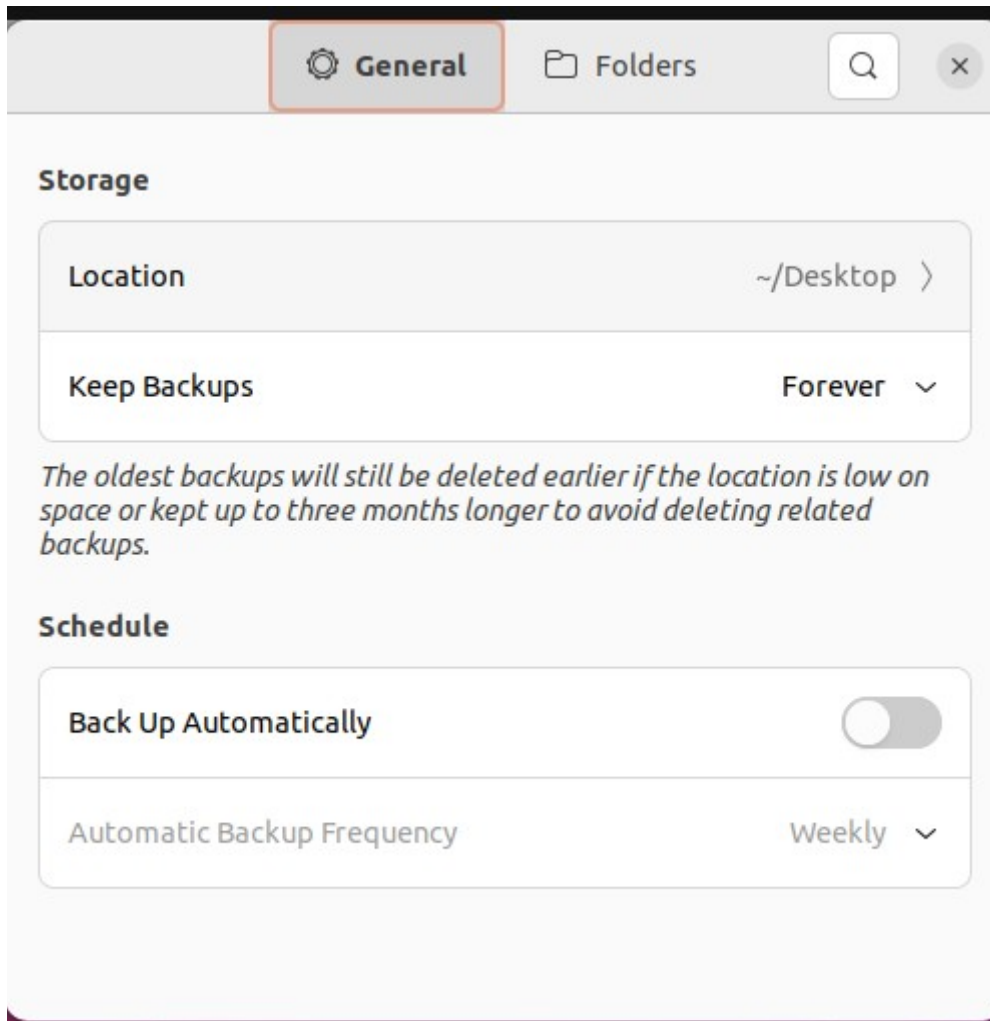 General
Folders
Storage
Location
~/Desktop
Keep Backups
Forever
The oldest backups will still be deleted earlier if the location is low on
space or kept up to three months longer to avoid deleting related
backups.
Schedule
Back Up Automatically
Automatic Backup Frequency
Weekly